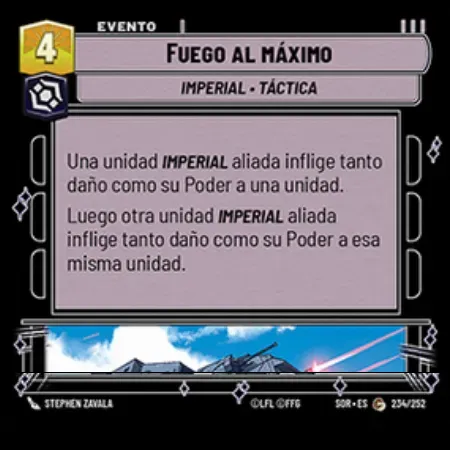 EVENTO
4
FUEGO AL MÁXIMO
IMPERIAL • TÁCTICA
Una unidad IMPERIAL aliada inflige tanto
daño como su Poder a una unidad.
Luego otra unidad IMPERIAL aliada
inflige tanto daño como su Poder a esa
misma unidad.
STEPHEN ZAVALA
©LFL ©FFG
SOR • ES
C
234/252